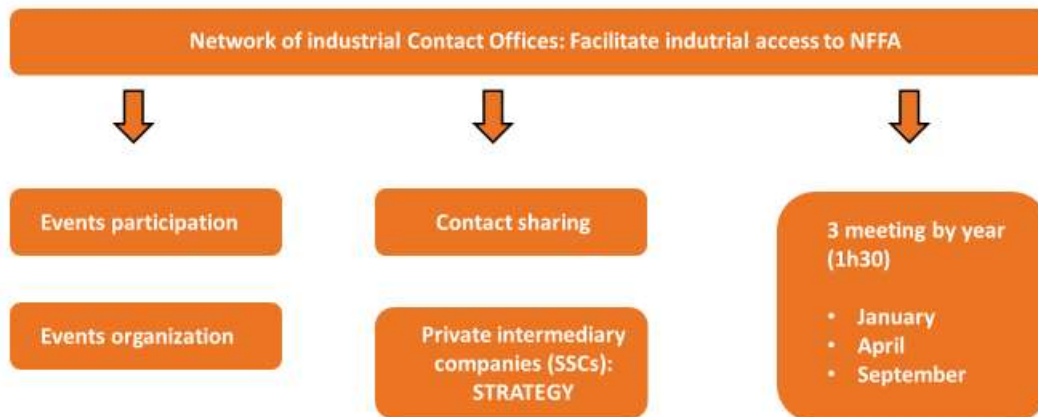 Network of industrial Contact Offices: Facilitate indutrial access to NFFA
Events participation
Events organization
Contact sharing
Private intermediary
companies (SSCs):
STRATEGY
3 meeting by year
(1h30)
• January
• April
• September